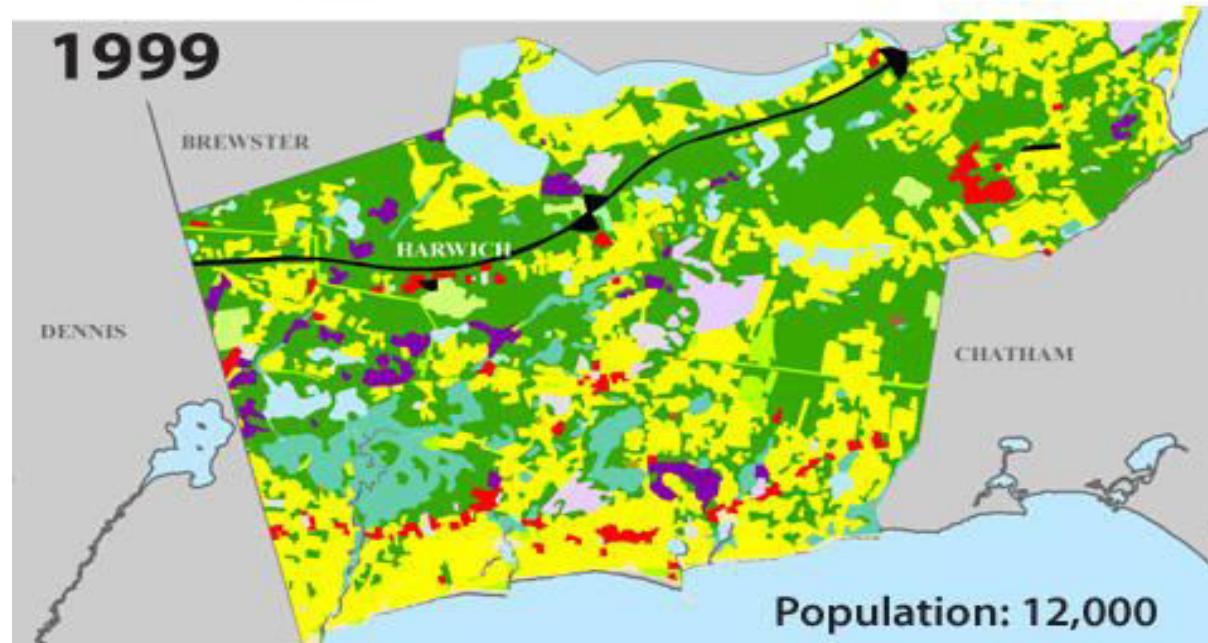 1999
BREWSTER
HARWICH
DENNIS
CHATHAM
Population: 12,000